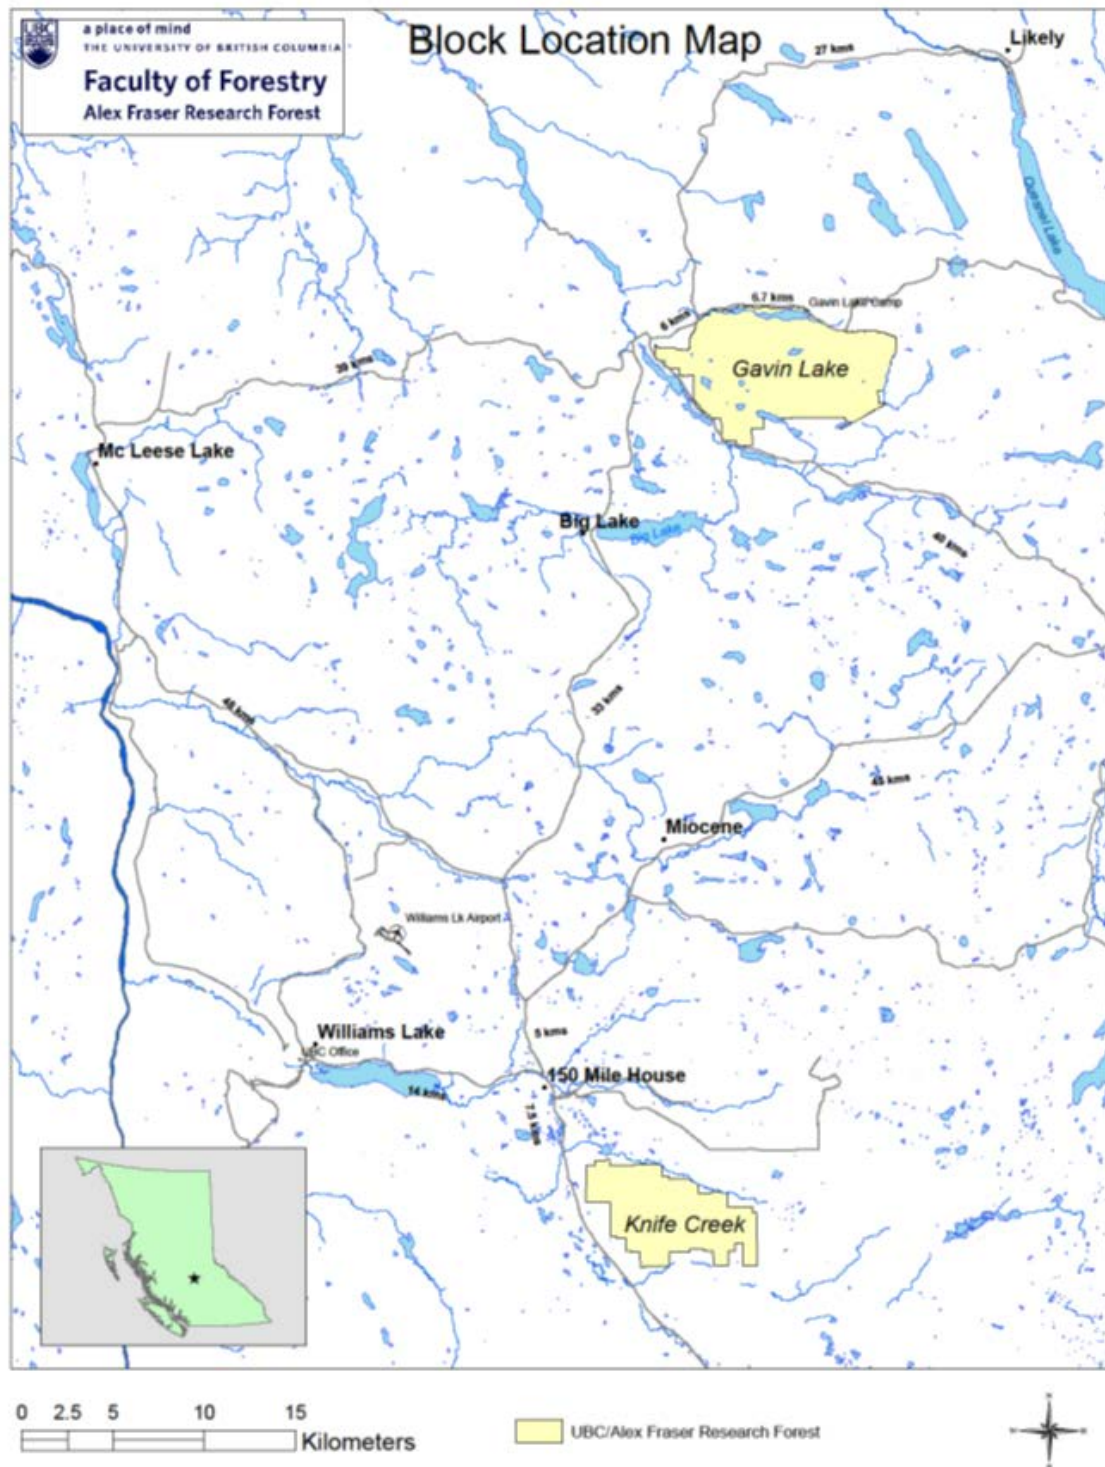 UBC
a place of mind
THE UNIVERSITY OF BRITISH COLUMBIA
Faculty of Forestry
Alex Fraser Research Forest
Block Location Map
Likely
27 kms
Quesnel Lake
6.7 kms
Gavin Lake Camp
6 kms
Gavin Lake
39 kms
Mc Leese Lake
Big Lake
Big Lake
40 kms
48 kms
33 kms
45 kms
Miocene
Williams Lk Airport
5 kms
Williams Lake
UBC Office
150 Mile House
14 kms
7.5 kms
Knife Creek
0 2.5 5 10 15
Kilometers
UBC/Alex Fraser Research Forest